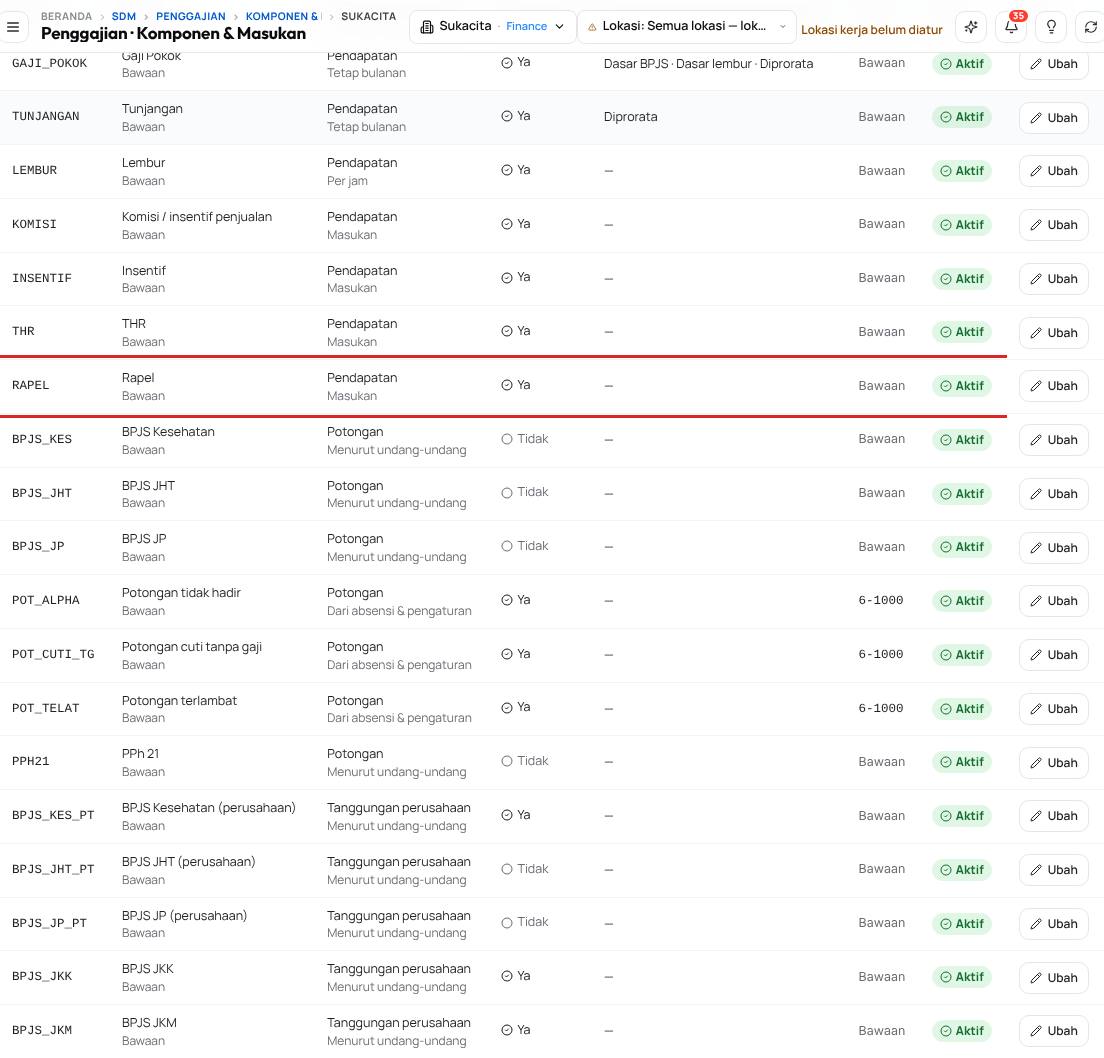 BERANDA > SDM > PENGGAJIAN > KOMPONEN & > SUKACITA
Penggajian · Komponen & Masukan
Sukacita · Finance
Lokasi: Semua lokasi — lok...
Lokasi kerja belum diatur
35
GAJI_POKOK Gaji Pokok Pendapatan Ya Dasar BPJS · Dasar lembur · Diprorata Bawaan Aktif Ubah
Bawaan Tetap bulanan
TUNJANGAN Tunjangan Pendapatan Ya Diprorata Bawaan Aktif Ubah
Bawaan Tetap bulanan
LEMBUR Lembur Pendapatan Ya — Bawaan Aktif Ubah
Bawaan Per jam
KOMISI Komisi / insentif penjualan Pendapatan Ya — Bawaan Aktif Ubah
Bawaan Masukan
INSENTIF Insentif Pendapatan Ya — Bawaan Aktif Ubah
Bawaan Masukan
THR THR Pendapatan Ya — Bawaan Aktif Ubah
Bawaan Masukan
RAPEL Rapel Pendapatan Ya — Bawaan Aktif Ubah
Bawaan Masukan
BPJS_KES BPJS Kesehatan Potongan Tidak — Bawaan Aktif Ubah
Bawaan Menurut undang-undang
BPJS_JHT BPJS JHT Potongan Tidak — Bawaan Aktif Ubah
Bawaan Menurut undang-undang
BPJS_JP BPJS JP Potongan Tidak — Bawaan Aktif Ubah
Bawaan Menurut undang-undang
POT_ALPHA Potongan tidak hadir Potongan Ya — 6-1000 Aktif Ubah
Bawaan Dari absensi & pengaturan
POT_CUTI_TG Potongan cuti tanpa gaji Potongan Ya — 6-1000 Aktif Ubah
Bawaan Dari absensi & pengaturan
POT_TELAT Potongan terlambat Potongan Ya — 6-1000 Aktif Ubah
Bawaan Dari absensi & pengaturan
PPH21 PPh 21 Potongan Tidak — Bawaan Aktif Ubah
Bawaan Menurut undang-undang
BPJS_KES_PT BPJS Kesehatan (perusahaan) Tanggungan perusahaan Ya — Bawaan Aktif Ubah
Bawaan Menurut undang-undang
BPJS_JHT_PT BPJS JHT (perusahaan) Tanggungan perusahaan Tidak — Bawaan Aktif Ubah
Bawaan Menurut undang-undang
BPJS_JP_PT BPJS JP (perusahaan) Tanggungan perusahaan Tidak — Bawaan Aktif Ubah
Bawaan Menurut undang-undang
BPJS_JKK BPJS JKK Tanggungan perusahaan Ya — Bawaan Aktif Ubah
Bawaan Menurut undang-undang
BPJS_JKM BPJS JKM Tanggungan perusahaan Ya — Bawaan Aktif Ubah
Bawaan Menurut undang-undang